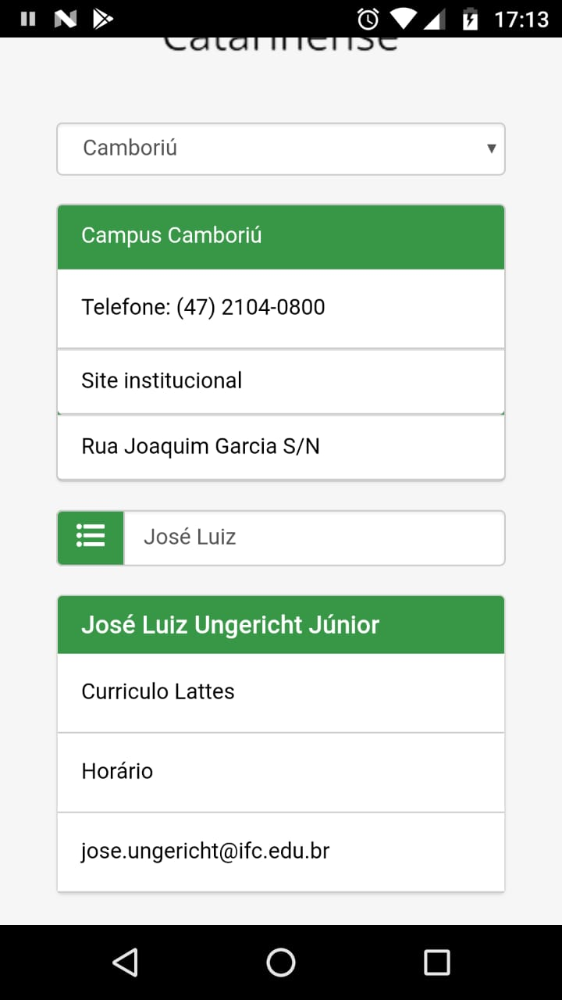 17:13
Catarinense
Camboriú
Campus Camboriú
Telefone: (47) 2104-0800
Site institucional
Rua Joaquim Garcia S/N
José Luiz
José Luiz Ungericht Júnior
Curriculo Lattes
Horário
jose.ungericht@ifc.edu.br